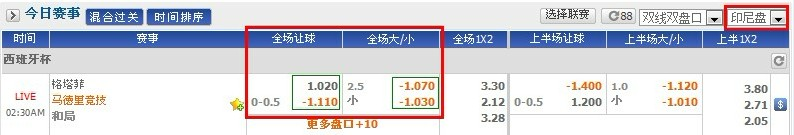 今日赛事 混合过关 时间排序 选择联赛 88 双线双盘口 印尼盘
时间 赛事 全场让球 全场大/小 全场1X2 上半场让球 上半场大/小 上半1X2
西班牙杯
格塔菲 1.020 2.5 -1.070 3.30 -1.400 1.0 -1.120 3.80
LIVE 马德里竞技 0-0.5 -1.110 小 -1.030 2.12 0-0.5 1.200 小 -1.010 2.71 $
02:30AM 和局 更多盘口+10 3.28 2.05